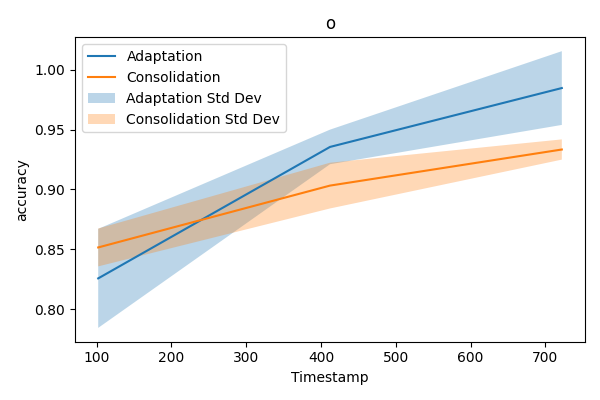 o
Adaptation
Consolidation
Adaptation Std Dev
Consolidation Std Dev
accuracy
1.00
0.95
0.90
0.85
0.80
100 200 300 400 500 600 700
Timestamp